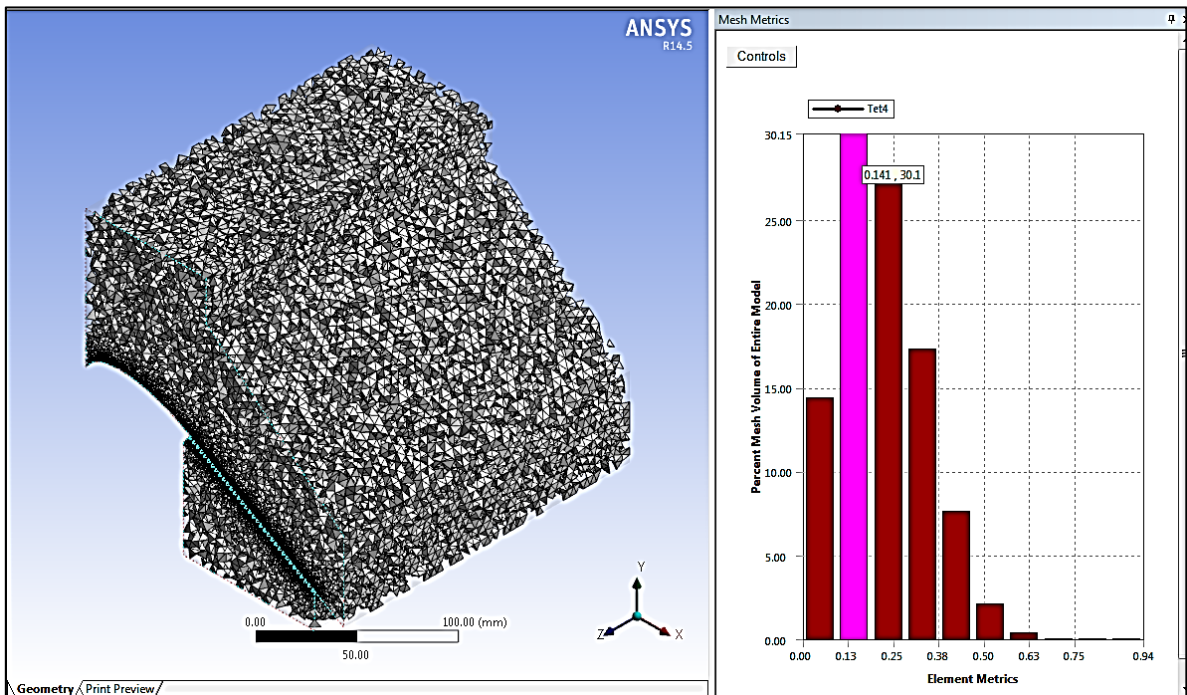 ANSYS
R14.5
0.00
100.00 (mm)
50.00
Y
Z
X
Geometry
Print Preview
Mesh Metrics
Controls
Tet4
30.15
25.00
20.00
15.00
10.00
5.00
0.00
Percent Mesh Volume of Entire Model
0.141 , 30.1
0.00 0.13 0.25 0.38 0.50 0.63 0.75 0.94
Element Metrics